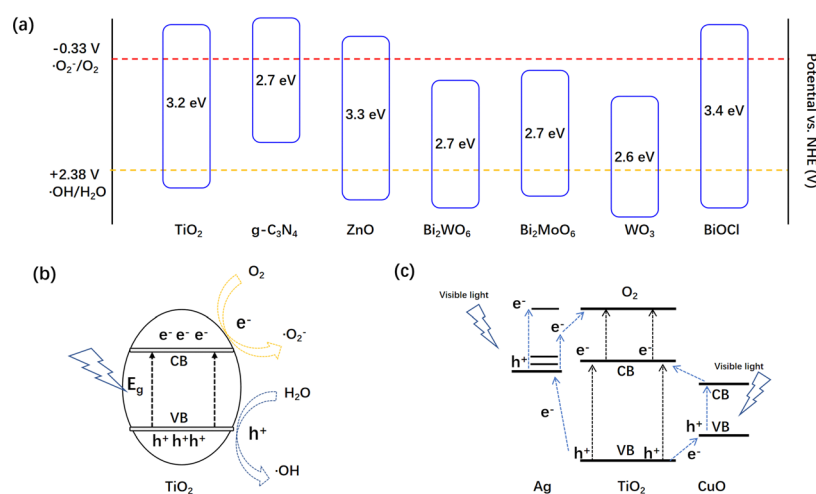 (a)
-0.33 V
·O₂⁻/O₂
+2.38 V
·OH/H₂O
3.2 eV
2.7 eV
3.3 eV
2.7 eV
2.7 eV
2.6 eV
3.4 eV
Potential vs. NHE (V)
TiO₂
g-C₃N₄
ZnO
Bi₂WO₆
Bi₂MoO₆
WO₃
BiOCl
(b)
O₂
e⁻ e⁻ e⁻
e⁻
·O₂⁻
CB
E_g
H₂O
VB
h⁺ h⁺h⁺
h⁺
·OH
TiO₂
(c)
Visible light
e⁻
e⁻
O₂
h⁺
e⁻
e⁻
CB
Visible light
CB
e⁻
VB
h⁺
h⁺
VB
h⁺
e⁻
Ag
TiO₂
CuO